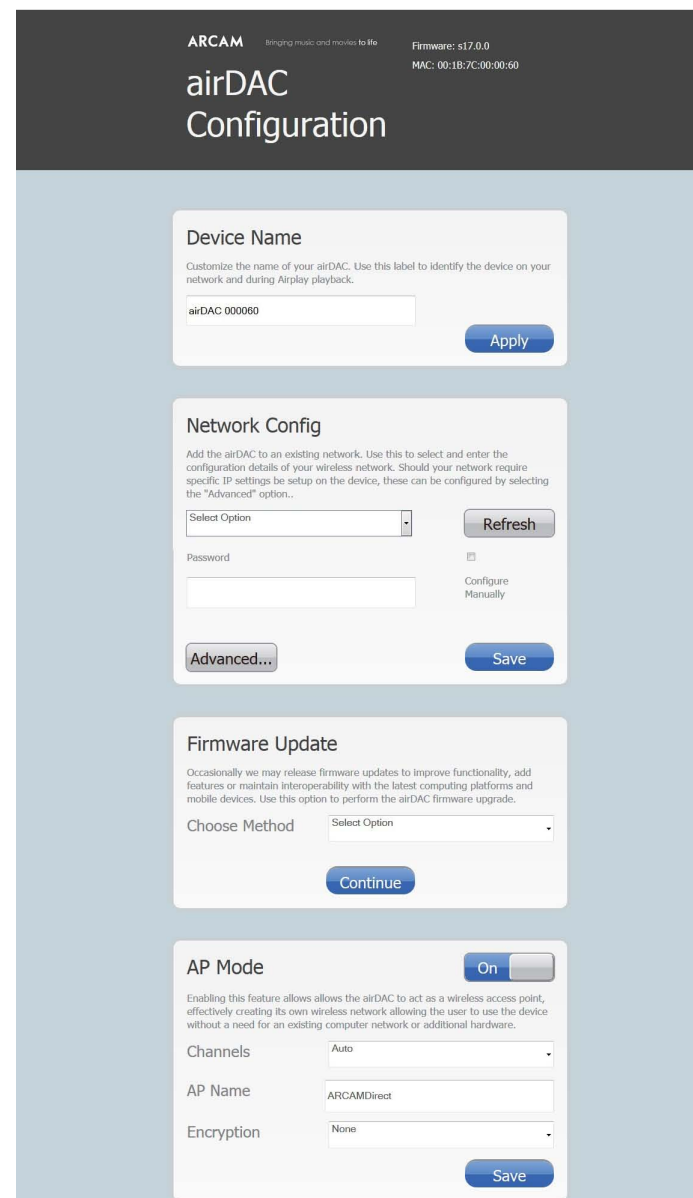 ARCAM Bringing music and movies to life
Firmware: s17.0.0
MAC: 00:1B:7C:00:00:60
airDAC
Configuration
Device Name
Customize the name of your airDAC. Use this label to identify the device on your
network and during Airplay playback.
airDAC 000060
Apply
Network Config
Add the airDAC to an existing network. Use this to select and enter the
configuration details of your wireless network. Should your network require
specific IP settings be setup on the device, these can be configured by selecting
the "Advanced" option..
Select Option
Refresh
Password
Configure
Manually
Advanced...
Save
Firmware Update
Occasionally we may release firmware updates to improve functionality, add
features or maintain interoperability with the latest computing platforms and
mobile devices. Use this option to perform the airDAC firmware upgrade.
Choose Method Select Option
Continue
AP Mode
On
Enabling this feature allows allows the airDAC to act as a wireless access point,
effectively creating its own wireless network allowing the user to use the device
without a need for an existing computer network or additional hardware.
Channels Auto
AP Name ARCAMDirect
Encryption None
Save